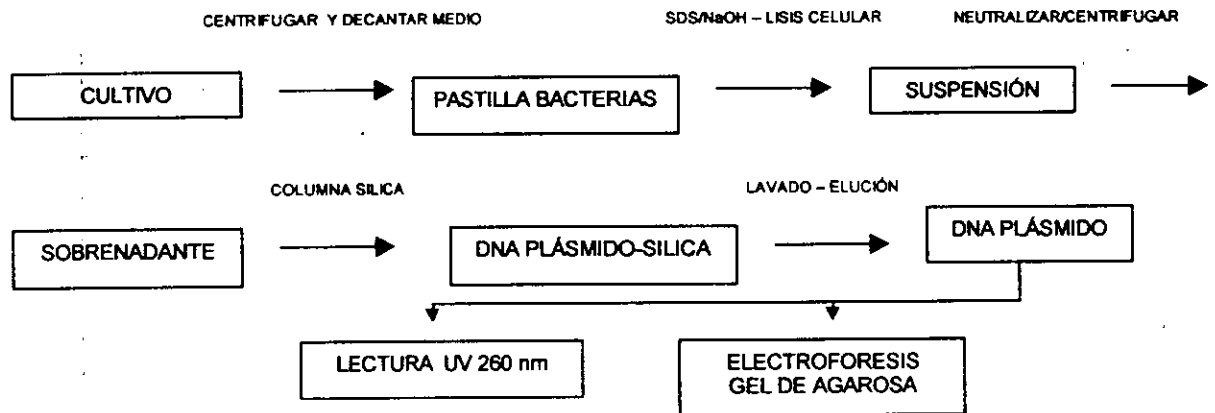 CENTRIFUGAR Y DECANTAR MEDIO
SDS/NaOH – LISIS CELULAR
NEUTRALIZAR/CENTRIFUGAR
CULTIVO
PASTILLA BACTERIAS
SUSPENSIÓN
COLUMNA SILICA
LAVADO – ELUCIÓN
SOBRENADANTE
DNA PLÁSMIDO-SILICA
DNA PLÁSMIDO
LECTURA UV 260 nm
ELECTROFORESIS
GEL DE AGAROSA